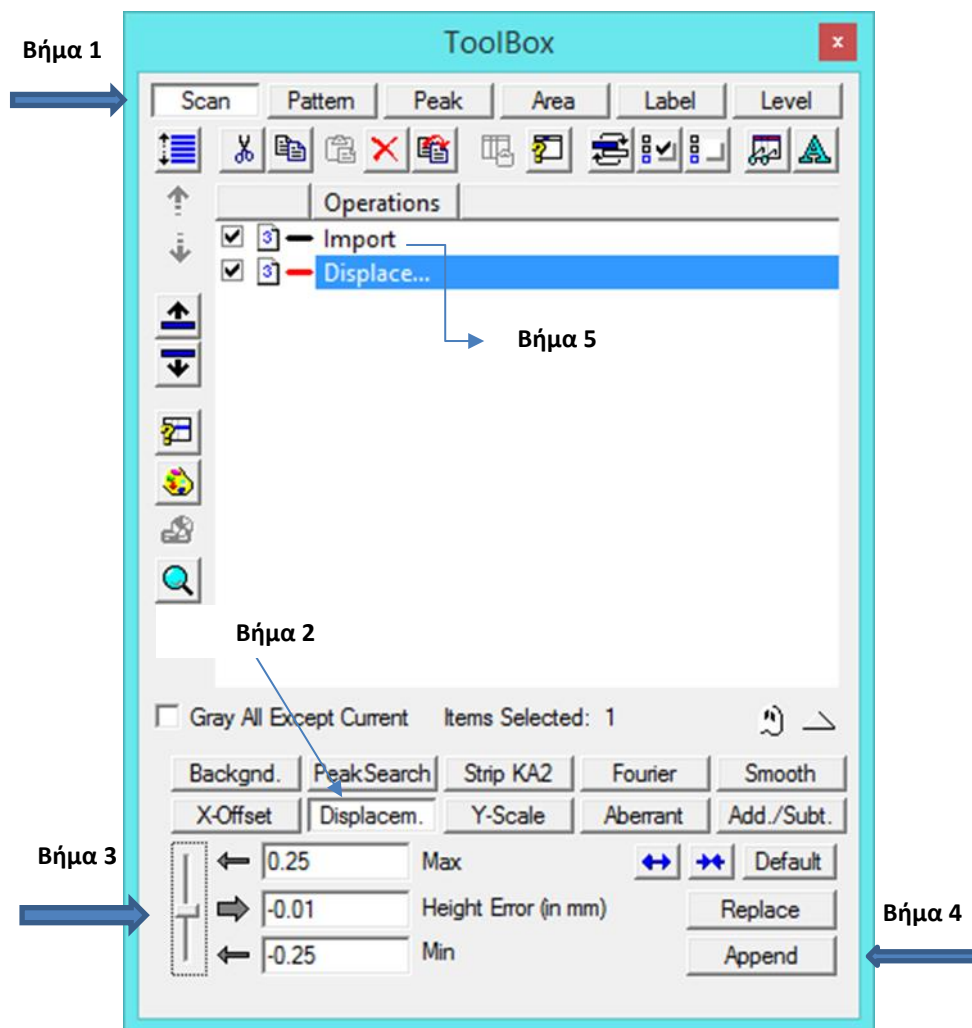 ToolBox
x
Βήμα 1
Scan Pattern Peak Area Label Level
Operations
Import
Displace...
Βήμα 5
Βήμα 2
Gray All Except Current Items Selected: 1
Backgnd. PeakSearch Strip KA2 Fourier Smooth
X-Offset Displacem. Y-Scale Aberrant Add./Subt.
Βήμα 3
0.25 Max Default
-0.01 Height Error (in mm) Replace
Βήμα 4
-0.25 Min Append